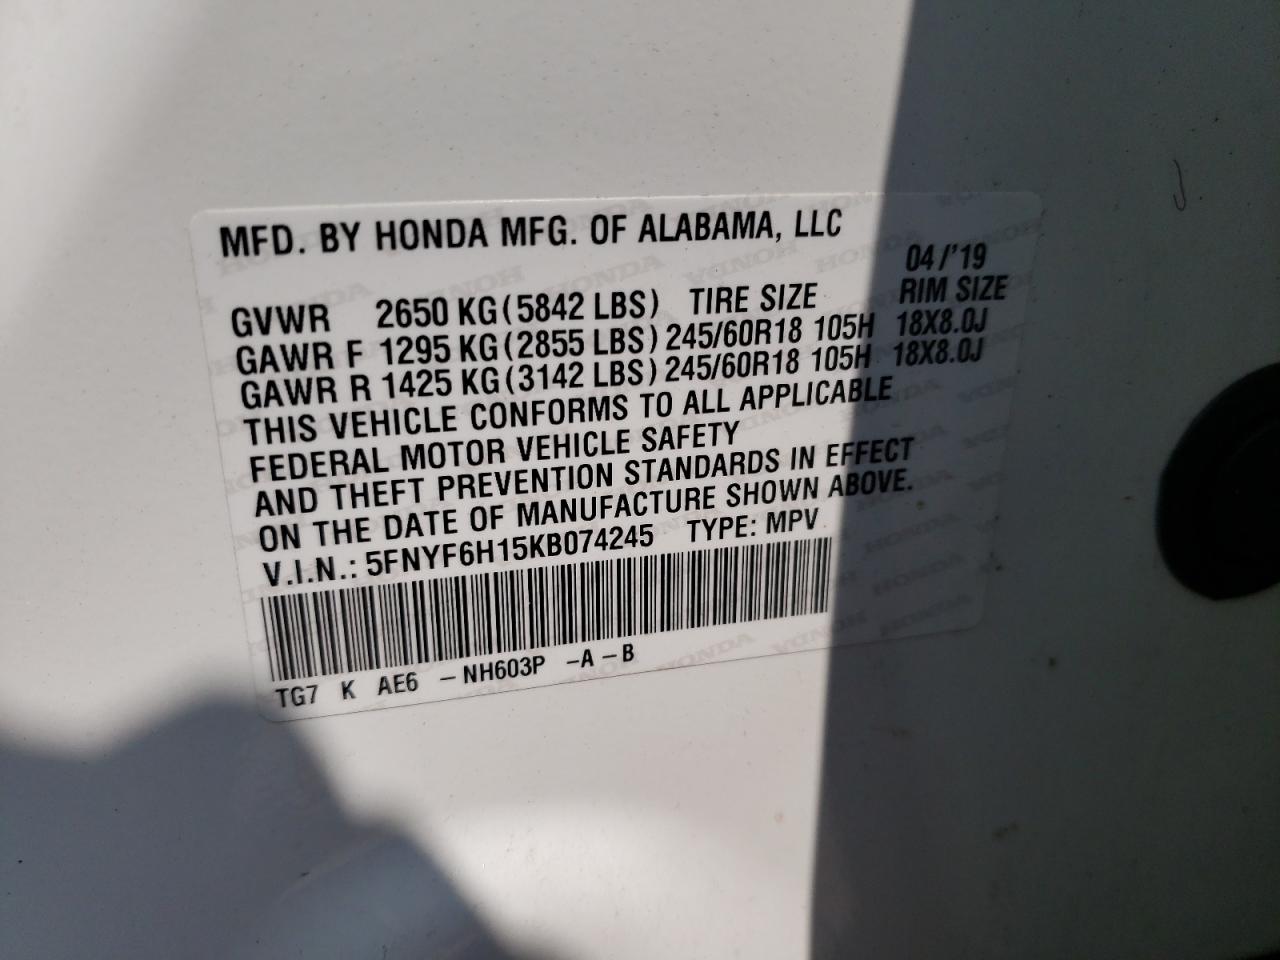 MFD. BY HONDA MFG. OF ALABAMA, LLC
04/'19
GVWR 2650 KG (5842 LBS) TIRE SIZE RIM SIZE
GAWR F 1295 KG (2855 LBS) 245/60R18 105H 18X8.0J
GAWR R 1425 KG (3142 LBS) 245/60R18 105H 18X8.0J
THIS VEHICLE CONFORMS TO ALL APPLICABLE
FEDERAL MOTOR VEHICLE SAFETY
AND THEFT PREVENTION STANDARDS IN EFFECT
ON THE DATE OF MANUFACTURE SHOWN ABOVE.
V.I.N.: 5FNYF6H15KB074245 TYPE: MPV
TG7 K AE6 – NH603P –A –B